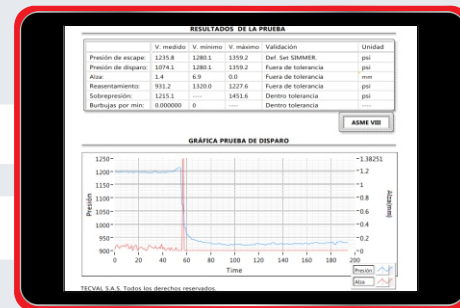 RESULTADOS DE LA PRUEBA
V. medido V. mínimo V. máximo Validación Unidad
Presión de escape: 1235.8 1280.1 1359.2 Def. Set SIMMER. psi
Presión de disparo: 1074.1 1280.1 1359.2 Fuera de tolerancia psi
Alza: 1.4 6.9 0.0 Fuera de tolerancia mm
Reasentamiento: 931.2 1320.0 1227.6 Fuera de tolerancia psi
Sobrepresión: 1215.1 ---- 1451.6 Dentro tolerancia psi
Burbujas por min: 0.000000 0 ---- Dentro tolerancia ----
ASME VIII
GRÁFICA PRUEBA DE DISPARO
1250 1.38251
1200 1.2
1150 1
1100 0.8
1050 0.6
1000 0.4
950 0.2
900 0
Presión
Alza(mm)
0 20 40 60 80 100 120 140 160 180 200
Time
Presión
Alza
TECVAL S.A.S. Todos los derechos reservados.